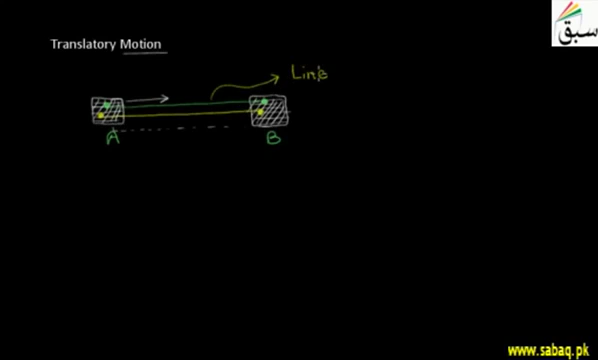 سبق
Translatory Motion
Line
A
B
www.sabaq.pk